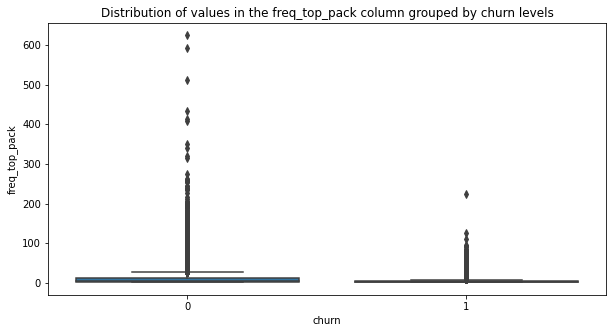 Distribution of values in the freq_top_pack column grouped by churn levels
600
500
400
300
200
100
0
freq_top_pack
0 1
churn